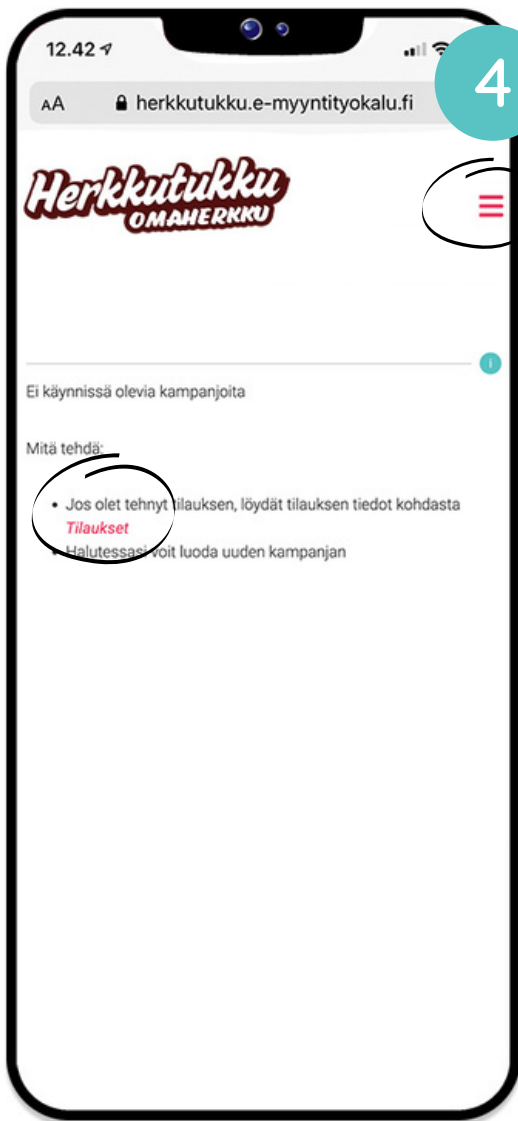 12.42
4
AA herkkutukku.e-myyntityokalu.fi
Herkkutukku
OMAHERKKU
i
Ei käynnissä olevia kampanjoita
Mitä tehdä:
• Jos olet tehnyt tilauksen, löydät tilauksen tiedot kohdasta
Tilaukset
• Halutessasi voit luoda uuden kampanjan